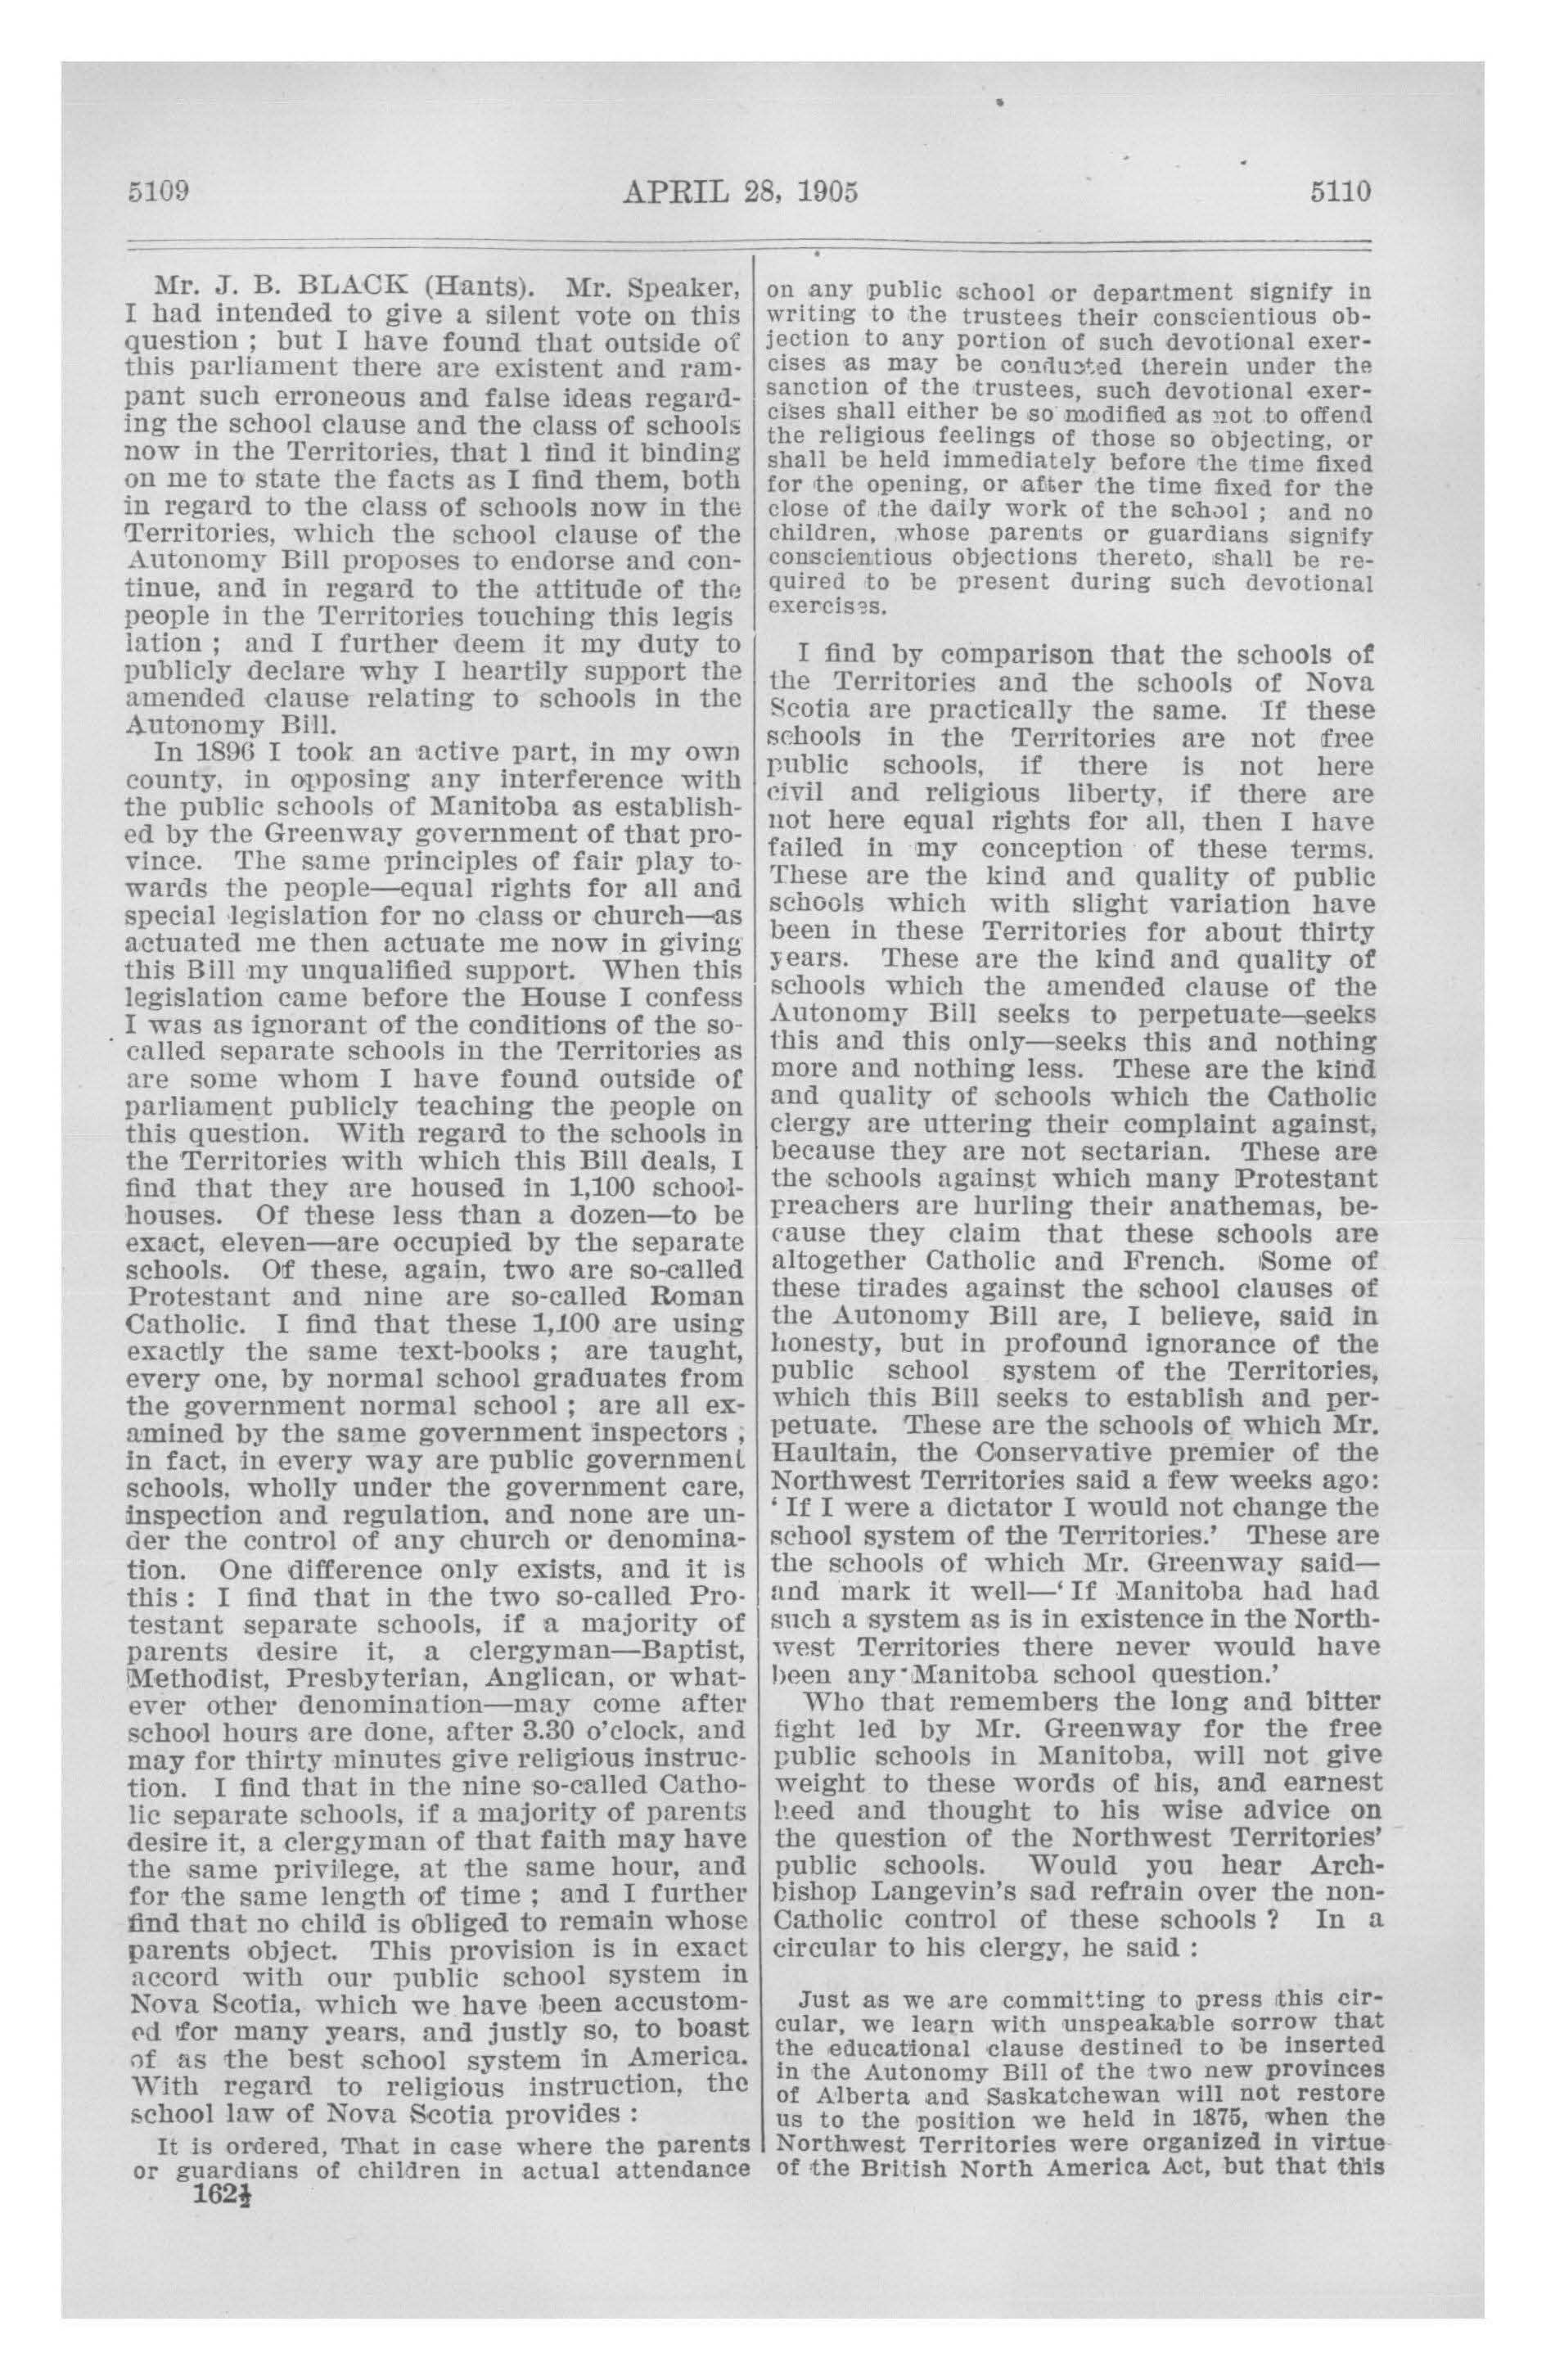 5109 APRIL 28, 1905 5110
Mr. J. B. BLACK (Hants). Mr. Speaker,
I had intended to give a silent vote on this
question ; but I have found that outside of
this parliament there are existent and ram-
pant such erroneous and false ideas regard-
ing the school clause and the class of schools
now in the Territories, that I find it binding
on me to state the facts as I find them, both
in regard to the class of schools now in the
Territories, which the school clause of the
Autonomy Bill proposes to endorse and con-
tinue, and in regard to the attitude of the
people in the Territories touching this legis
lation ; and I further deem it my duty to
publicly declare why I heartily support the
amended clause relating to schools in the
Autonomy Bill.
In 1896 I took an active part, in my own
county, in opposing any interference with
the public schools of Manitoba as establish-
ed by the Greenway government of that pro-
vince. The same principles of fair play to-
wards the people—equal rights for all and
special legislation for no class or church—as
actuated me then actuate me now in giving
this Bill my unqualified support. When this
legislation came before the House I confess
I was as ignorant of the conditions of the so-
called separate schools in the Territories as
are some whom I have found outside of
parliament publicly teaching the people on
this question. With regard to the schools in
the Territories with which this Bill deals, I
find that they are housed in 1,100 school-
houses. Of these less than a dozen—to be
exact, eleven—are occupied by the separate
schools. Of these, again, two are so-called
Protestant and nine are so-called Roman
Catholic. I find that these 1,100 are using
exactly the same text-books ; are taught,
every one, by normal school graduates from
the government normal school ; are all ex-
amined by the same government inspectors ;
in fact, in every way are public government
schools, wholly under the government care,
inspection and regulation, and none are un-
der the control of any church or denomina-
tion. One difference only exists, and it is
this : I find that in the two so-called Pro-
testant separate schools, if a majority of
parents desire it, a clergyman—Baptist,
Methodist, Presbyterian, Anglican, or what-
ever other denomination—may come after
school hours are done, after 3.30 o'clock, and
may for thirty minutes give religious instruc-
tion. I find that in the nine so-called Catho-
lic separate schools, if a majority of parents
desire it, a clergyman of that faith may have
the same privilege, at the same hour, and
for the same length of time ; and I further
find that no child is obliged to remain whose
parents object. This provision is in exact
accord with our public school system in
Nova Scotia, which we have been accustom-
ed for many years, and justly so, to boast
of as the best school system in America.
With regard to religious instruction, the
school law of Nova Scotia provides :
It is ordered, That in case where the parents
or guardians of children in actual attendance
162½
on any public school or department signify in
writing to the trustees their conscientious ob-
jection to any portion of such devotional exer-
cises as may be conducted therein under the
sanction of the trustees, such devotional exer-
cises shall either be so modified as not to offend
the religious feelings of those so objecting, or
shall be held immediately before the time fixed
for the opening, or after the time fixed for the
close of the daily work of the school ; and no
children, whose parents or guardians signify
conscientious objections thereto, shall be re-
quired to be present during such devotional
exercises.
I find by comparison that the schools of
the Territories and the schools of Nova
Scotia are practically the same. If these
schools in the Territories are not free
public schools, if there is not here
civil and religious liberty, if there are
not here equal rights for all, then I have
failed in my conception of these terms.
These are the kind and quality of public
schools which with slight variation have
been in these Territories for about thirty
years. These are the kind and quality of
schools which the amended clause of the
Autonomy Bill seeks to perpetuate—seeks
this and this only—seeks this and nothing
more and nothing less. These are the kind
and quality of schools which the Catholic
clergy are uttering their complaint against,
because they are not sectarian. These are
the schools against which many Protestant
preachers are hurling their anathemas, be-
cause they claim that these schools are
altogether Catholic and French. Some of
these tirades against the school clauses of
the Autonomy Bill are, I believe, said in
honesty, but in profound ignorance of the
public school system of the Territories,
which this Bill seeks to establish and per-
petuate. These are the schools of which Mr.
Haultain, the Conservative premier of the
Northwest Territories said a few weeks ago:
' If I were a dictator I would not change the
school system of the Territories.' These are
the schools of which Mr. Greenway said—
and mark it well—' If Manitoba had had
such a system as is in existence in the North-
west Territories there never would have
been any Manitoba school question.'
Who that remembers the long and bitter
fight led by Mr. Greenway for the free
public schools in Manitoba, will not give
weight to these words of his, and earnest
heed and thought to his wise advice on
the question of the Northwest Territories'
public schools. Would you hear Arch-
bishop Langevin's sad refrain over the non-
Catholic control of these schools ? In a
circular to his clergy, he said :
Just as we are committing to press this cir-
cular, we learn with unspeakable sorrow that
the educational clause destined to be inserted
in the Autonomy Bill of the two new provinces
of Alberta and Saskatchewan will not restore
us to the position we held in 1875, when the
Northwest Territories were organized in virtue
of the British North America Act, but that this